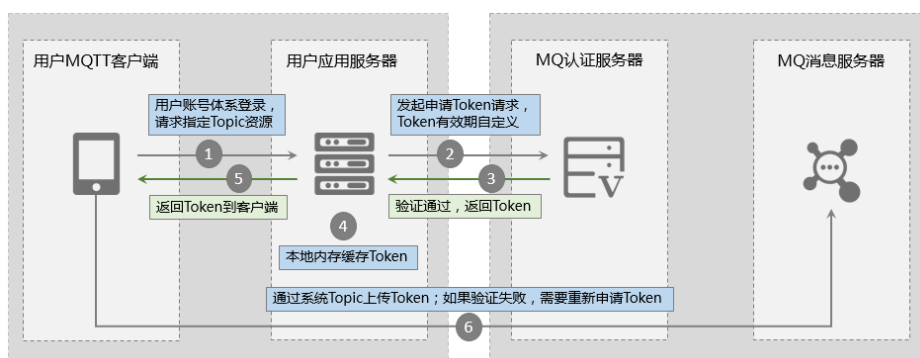 用户MQTT客户端
用户应用服务器
MQ认证服务器
MQ消息服务器
用户账号体系登录，
请求指定Topic资源
发起申请Token请求，
Token有效期自定义
1
2
5
3
返回Token到客户端
验证通过，返回Token
4
V
本地内存缓存Token
通过系统Topic上传Token；如果验证失败，需要重新申请Token
6